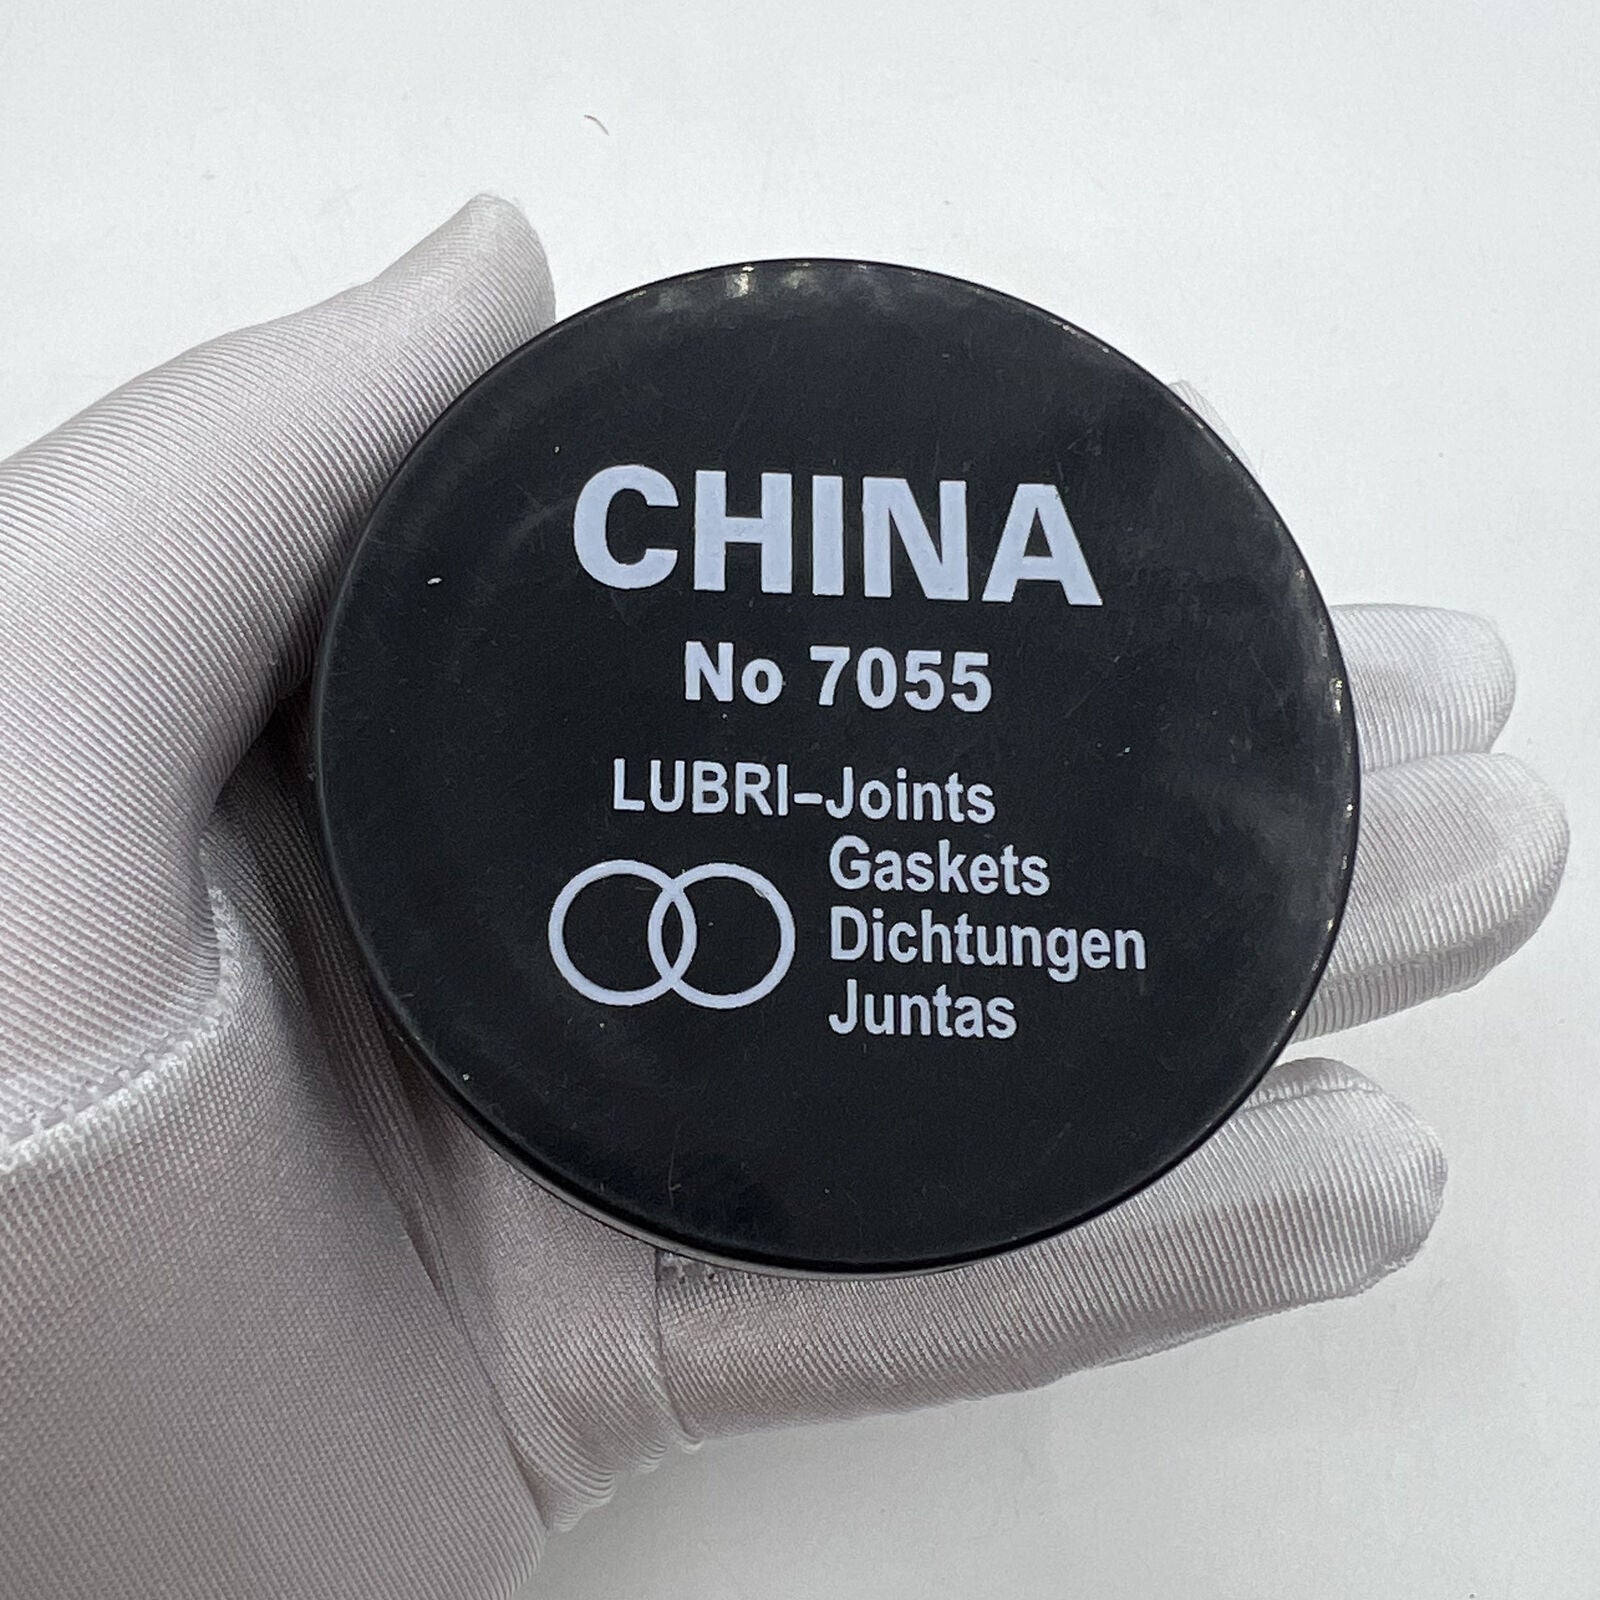 CHINA
No 7055
LUBRI-Joints
Gaskets
Dichtungen
Juntas